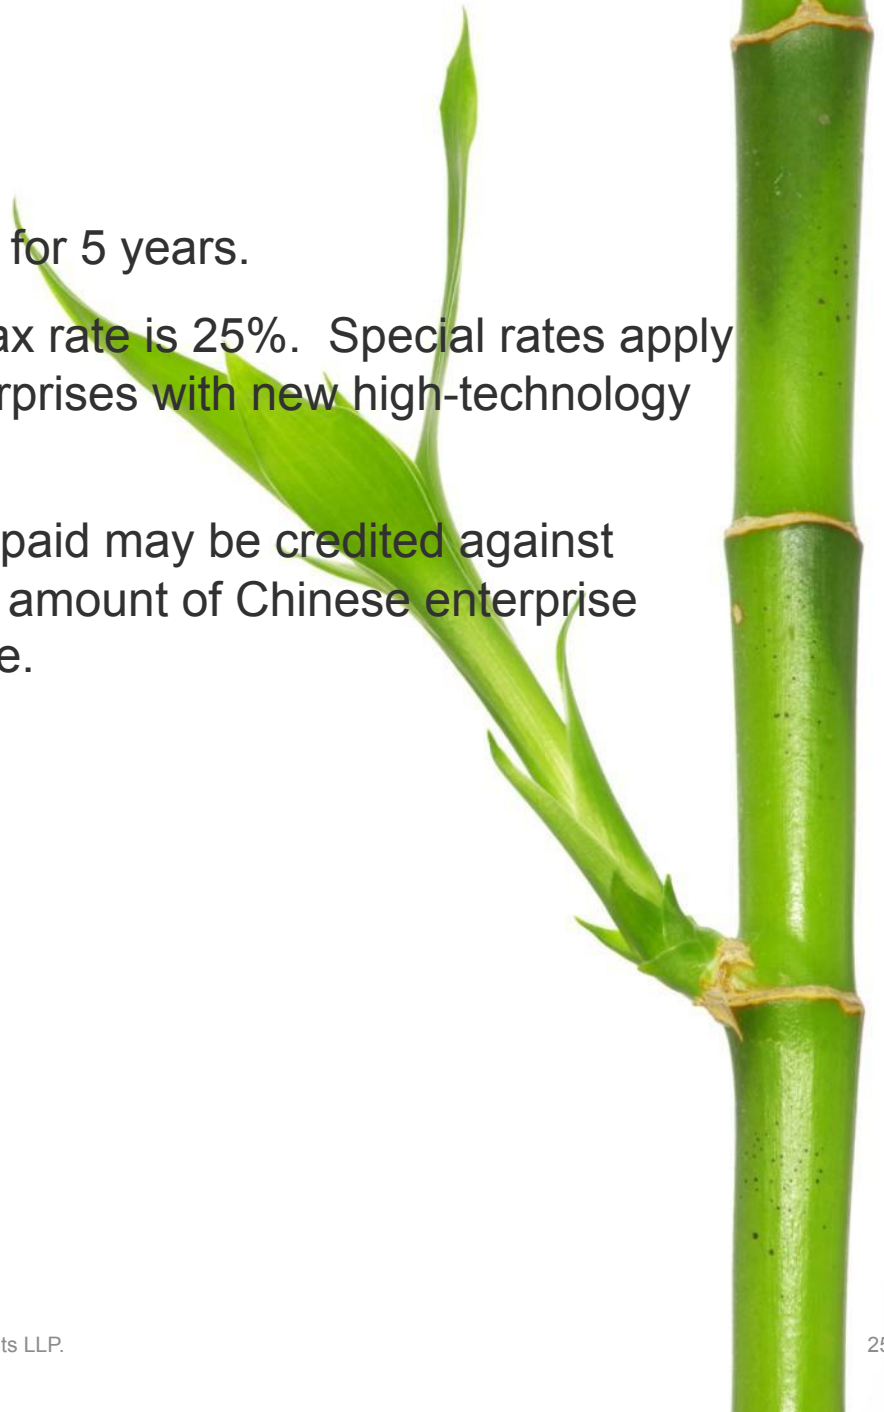 for 5 years.
ax rate is 25%. Special rates apply
rprises with new high-technology
paid may be credited against
amount of Chinese enterprise
e.
ts LLP.
25